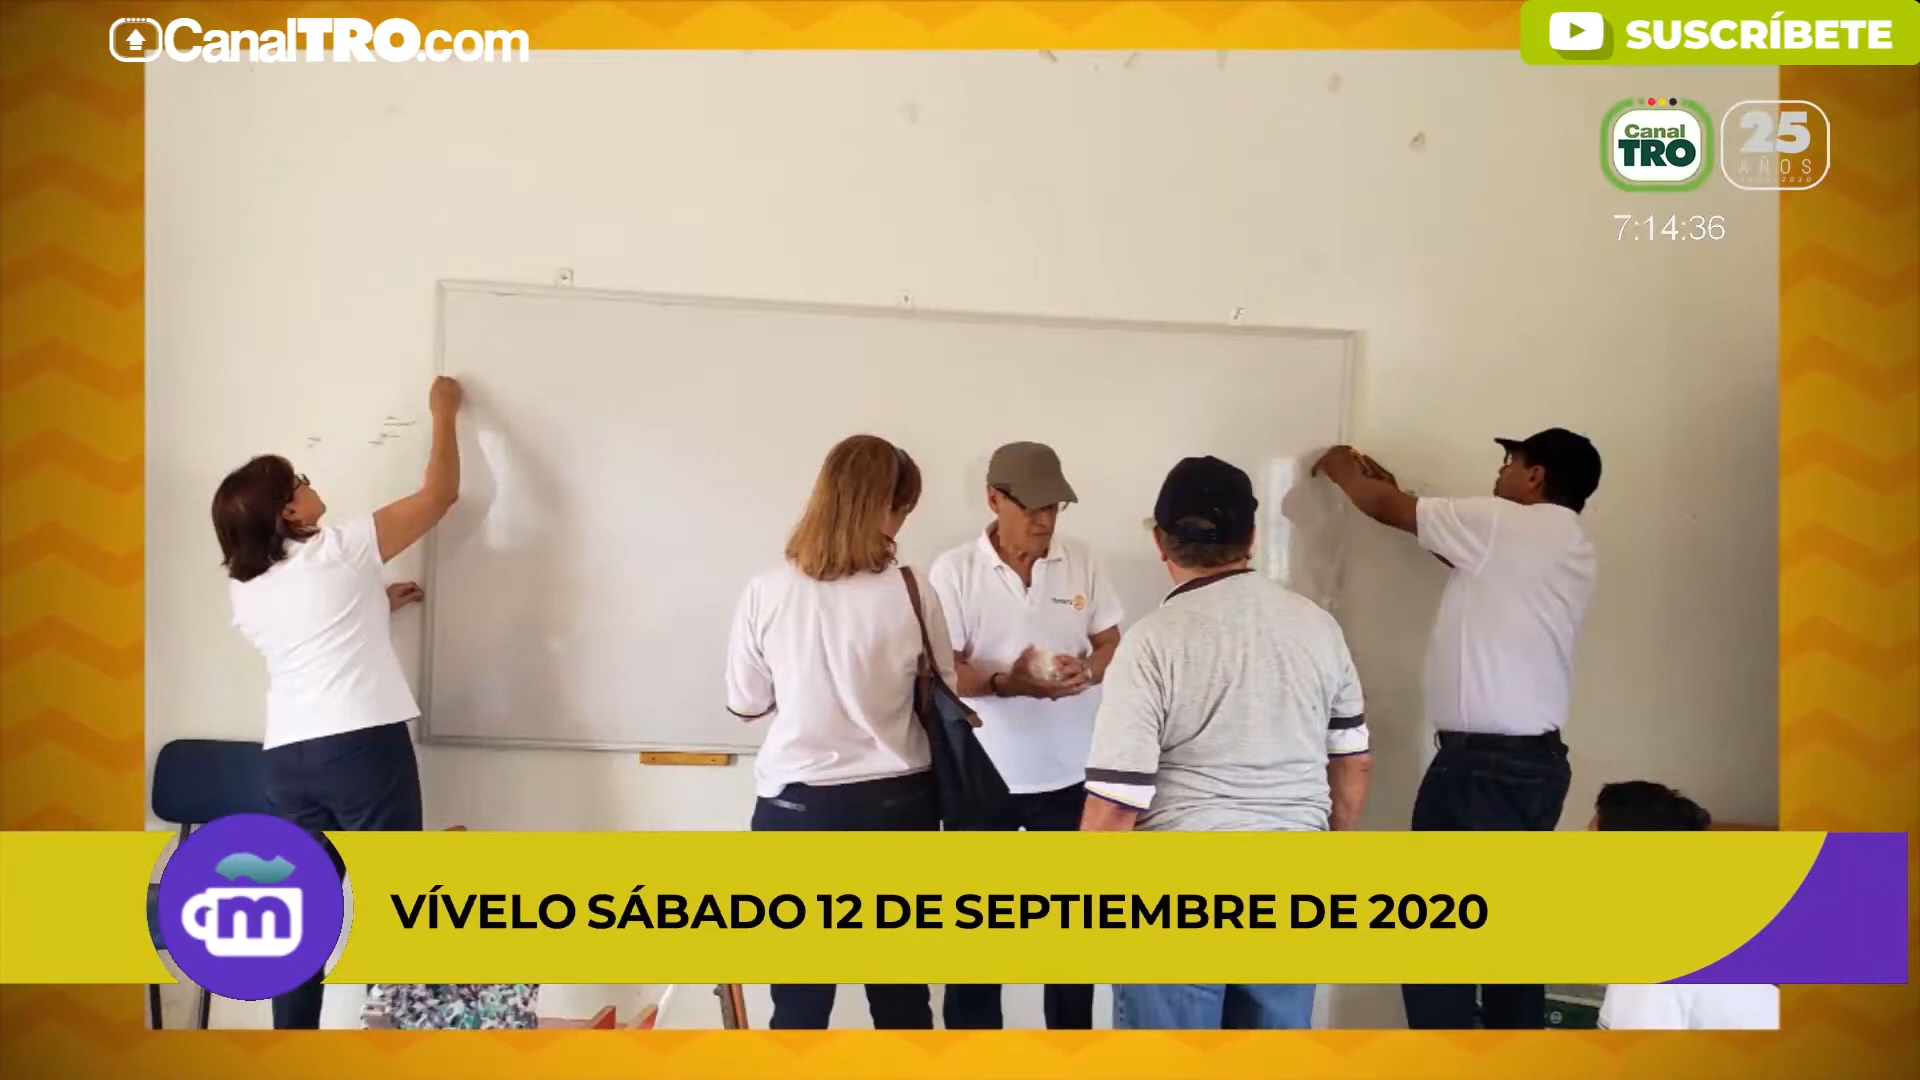 CanalTRO.com
SUSCRÍBETE
Canal
TRO
25
AÑOS
7:14:36
m
VÍVELO SÁBADO 12 DE SEPTIEMBRE DE 2020